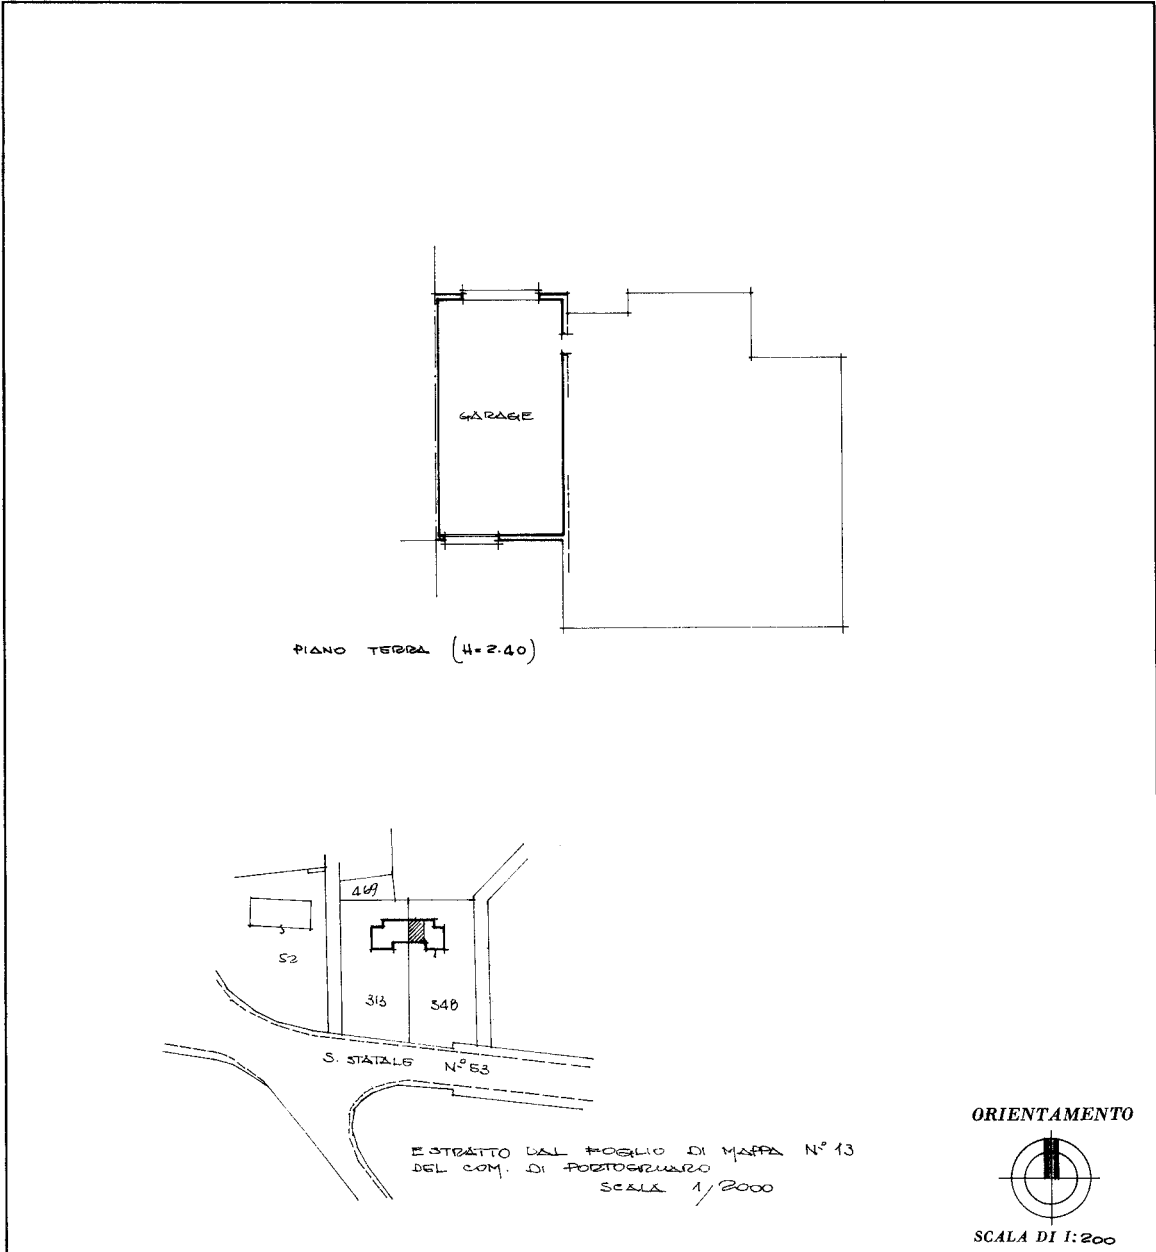 GARAGE
PIANO TERRA (H=2.40)
469
52
313
348
S. STATALE N° 53
ESTRATTO DAL FOGLIO DI MAPPA N° 13
DEL COM. DI PORTOGRUARO
SCALA 1/2000
ORIENTAMENTO
SCALA DI 1:200